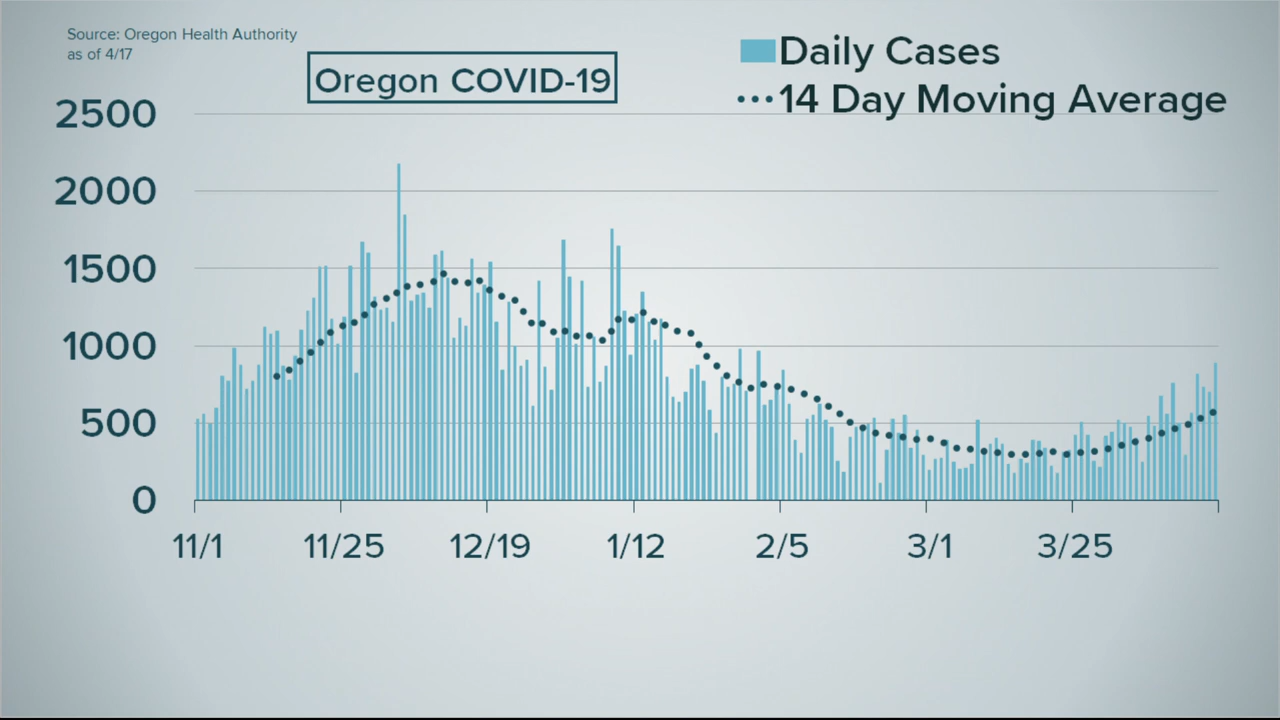 Source: Oregon Health Authority
as of 4/17
Oregon COVID-19
Daily Cases
14 Day Moving Average
2500
2000
1500
1000
500
0
11/1 11/25 12/19 1/12 2/5 3/1 3/25